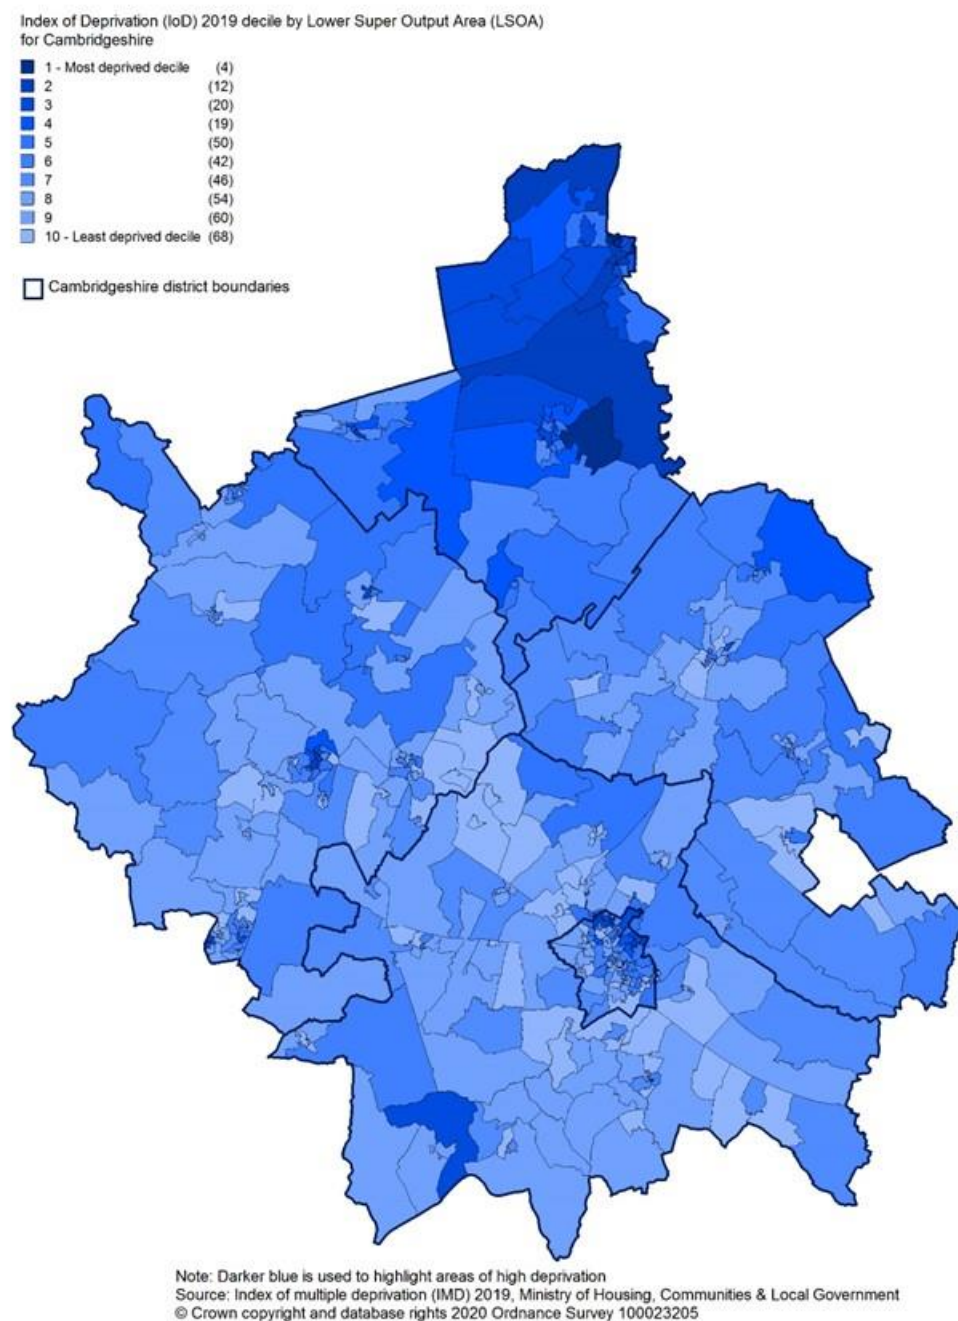 Index of Deprivation (IoD) 2019 decile by Lower Super Output Area (LSOA)
for Cambridgeshire
1 - Most deprived decile (4)
2 (12)
3 (20)
4 (19)
5 (50)
6 (42)
7 (46)
8 (54)
9 (60)
10 - Least deprived decile (68)
Cambridgeshire district boundaries
Note: Darker blue is used to highlight areas of high deprivation
Source: Index of multiple deprivation (IMD) 2019, Ministry of Housing, Communities & Local Government
© Crown copyright and database rights 2020 Ordnance Survey 100023205